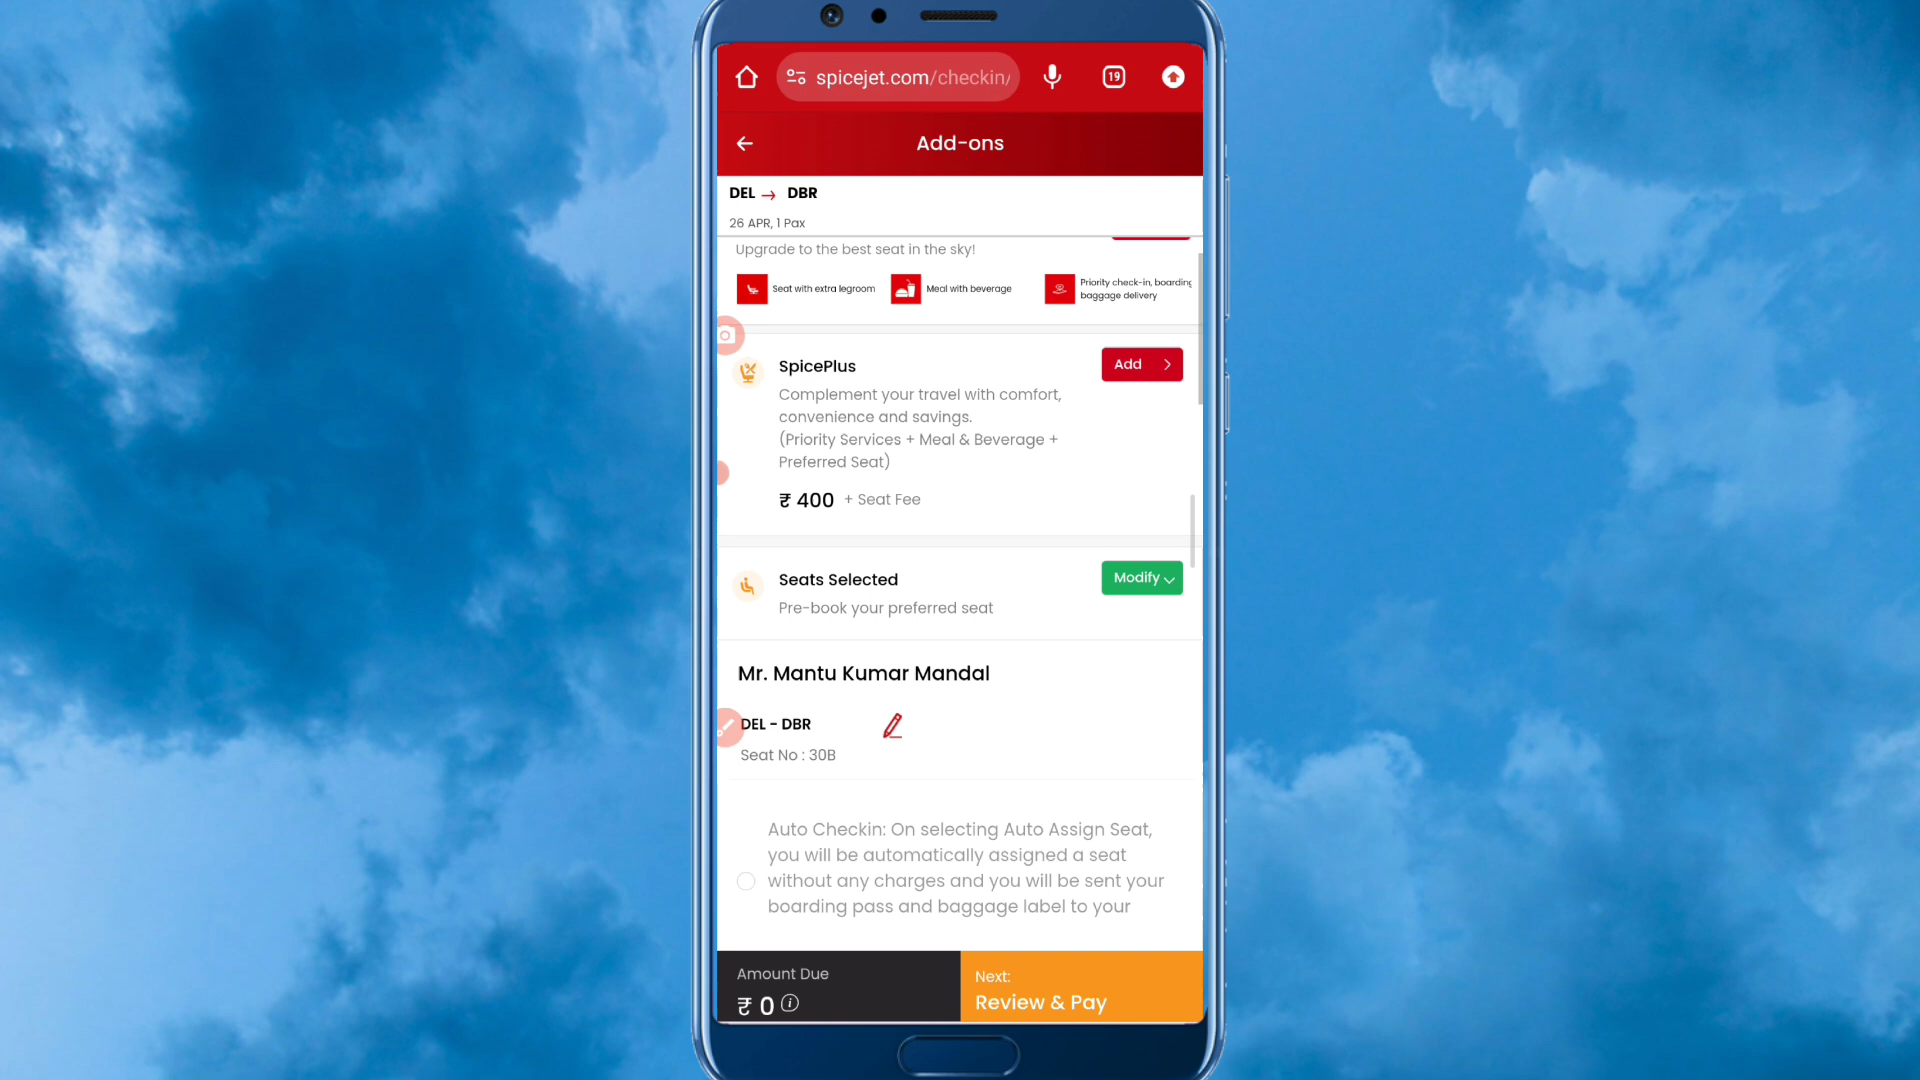 spicejet.com/checkin/
19
Add-ons
DEL → DBR
26 APR, 1 Pax
Upgrade to the best seat in the sky!
Seat with extra legroom
Meal with beverage
Priority check-in, boarding
baggage delivery
SpicePlus
Add
Complement your travel with comfort,
convenience and savings.
(Priority Services + Meal & Beverage +
Preferred Seat)
₹ 400 + Seat Fee
Seats Selected
Modify
Pre-book your preferred seat
Mr. Mantu Kumar Mandal
DEL - DBR
Seat No : 30B
Auto Checkin: On selecting Auto Assign Seat,
you will be automatically assigned a seat
without any charges and you will be sent your
boarding pass and baggage label to your
Amount Due
₹ 0
Next:
Review & Pay